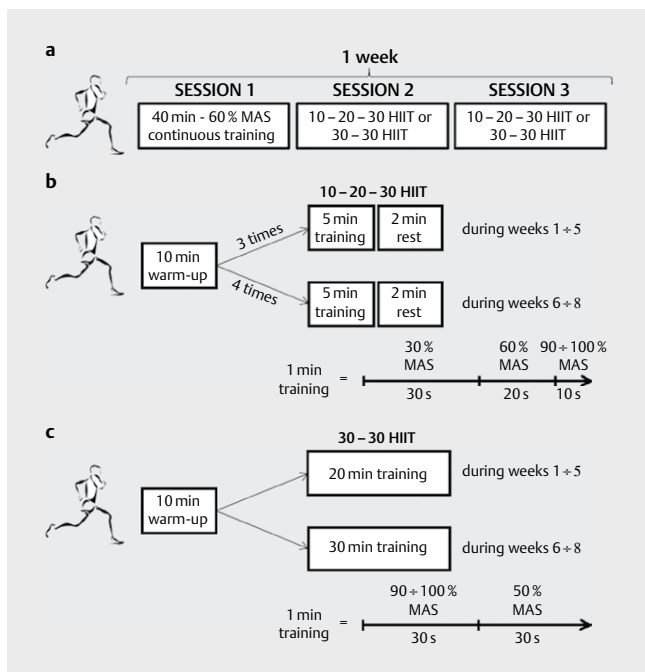 a
1 week
SESSION 1 SESSION 2 SESSION 3
40 min - 60 % MAS
continuous training
10 – 20 – 30 HIIT or
30 – 30 HIIT
10 – 20 – 30 HIIT or
30 – 30 HIIT
b
10 – 20 – 30 HIIT
10 min
warm-up
3 times
5 min
training
2 min
rest
during weeks 1 ÷ 5
4 times
5 min
training
2 min
rest
during weeks 6 ÷ 8
1 min
training
=
30 %
MAS
30 s
60 %
MAS
20 s
90 ÷ 100 %
MAS
10 s
c
30 – 30 HIIT
10 min
warm-up
20 min training
during weeks 1 ÷ 5
30 min training
during weeks 6 ÷ 8
1 min
training
=
90 ÷ 100 %
MAS
30 s
50 %
MAS
30 s